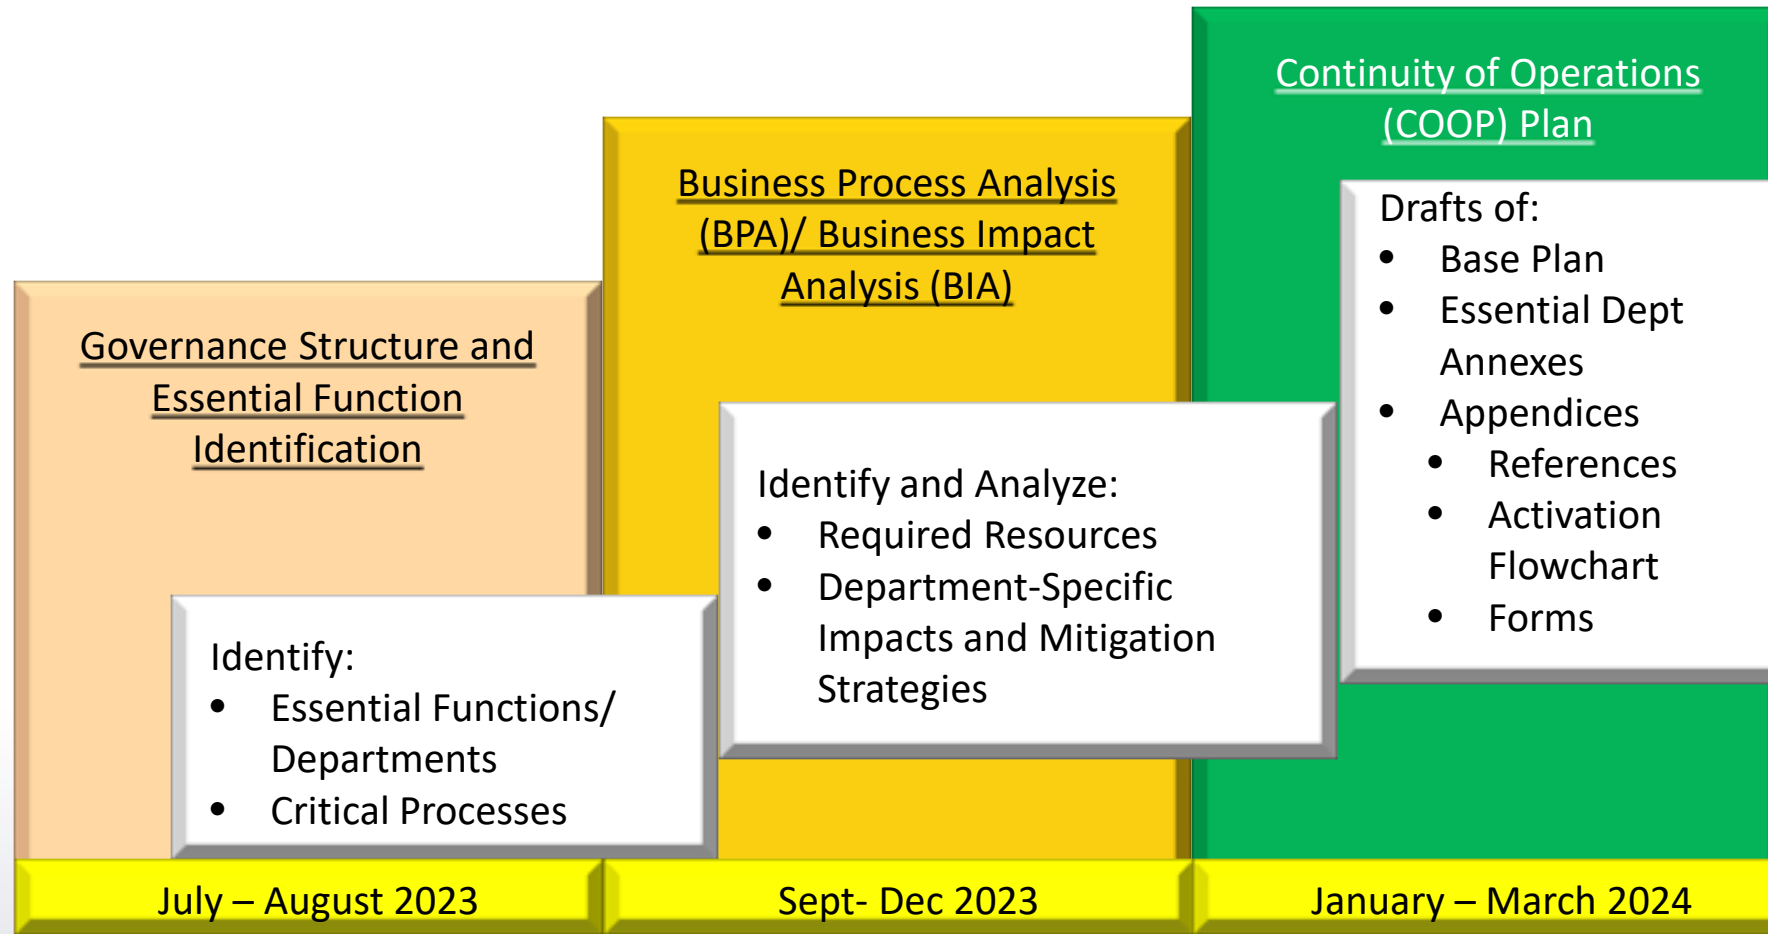 Governance Structure and
Essential Function
Identification
Identify:
• Essential Functions/
Departments
• Critical Processes
July – August 2023
Business Process Analysis
(BPA)/ Business Impact
Analysis (BIA)
Identify and Analyze:
• Required Resources
• Department-Specific
Impacts and Mitigation
Strategies
Sept- Dec 2023
Continuity of Operations
(COOP) Plan
Drafts of:
• Base Plan
• Essential Dept
Annexes
• Appendices
• References
• Activation
Flowchart
• Forms
January – March 2024